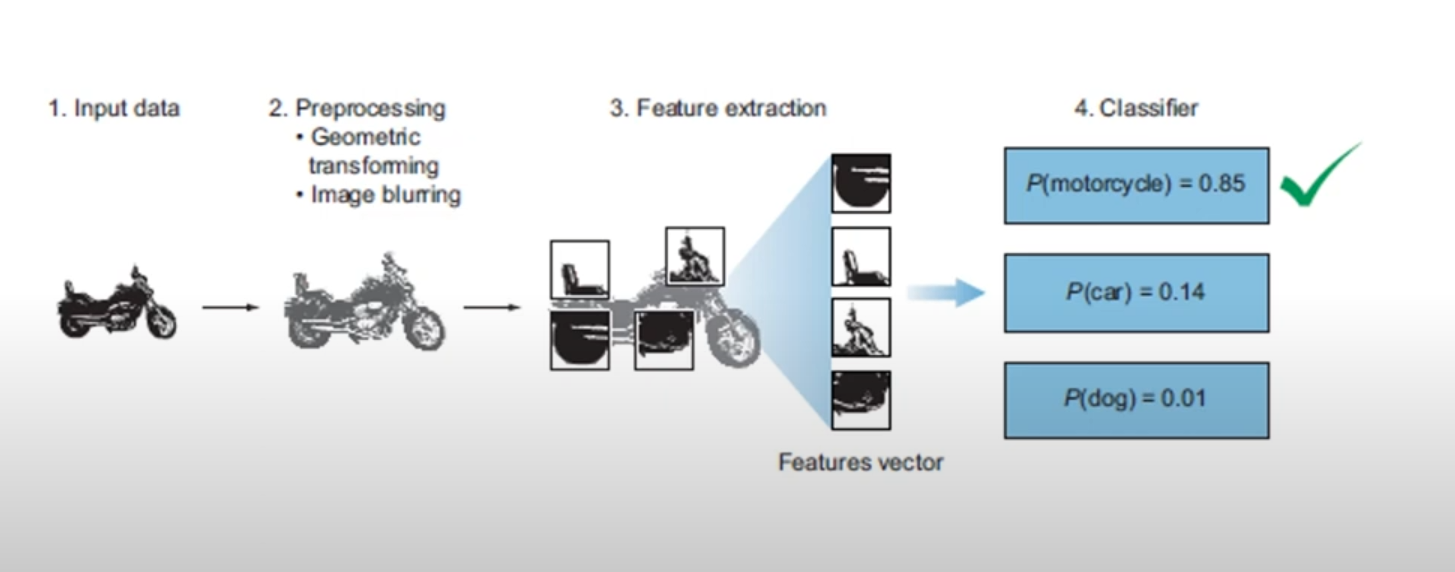 1. Input data
2. Preprocessing
• Geometric
transforming
• Image blurring
3. Feature extraction
Features vector
4. Classifier
P(motorcycle) = 0.85
P(car) = 0.14
P(dog) = 0.01